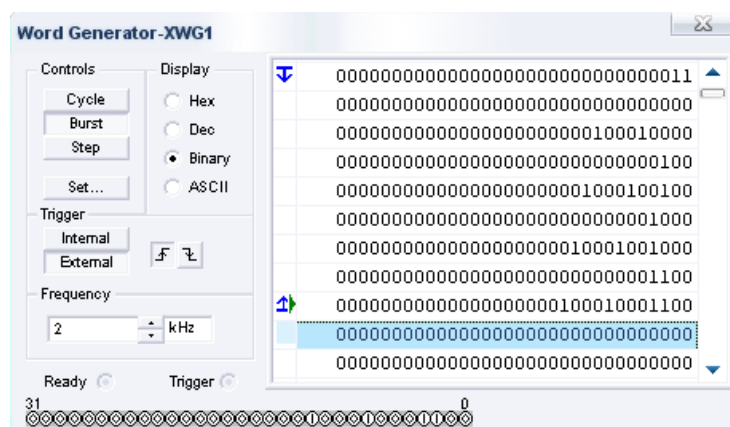 Word Generator-XWG1
Controls
Cycle
Burst
Step
Set...
Display
Hex
Dec
Binary
ASCII
Trigger
Internal
External
Frequency
2 kHz
Ready Trigger
00000000000000000000000000000011
00000000000000000000000000000000
00000000000000000000000100010000
00000000000000000000000000000100
00000000000000000000001000100100
00000000000000000000000000001000
00000000000000000000010001001000
00000000000000000000000000001100
00000000000000000000100010001100
00000000000000000000000000000000
00000000000000000000000000000000
31 0
00000000000000000000100010001100